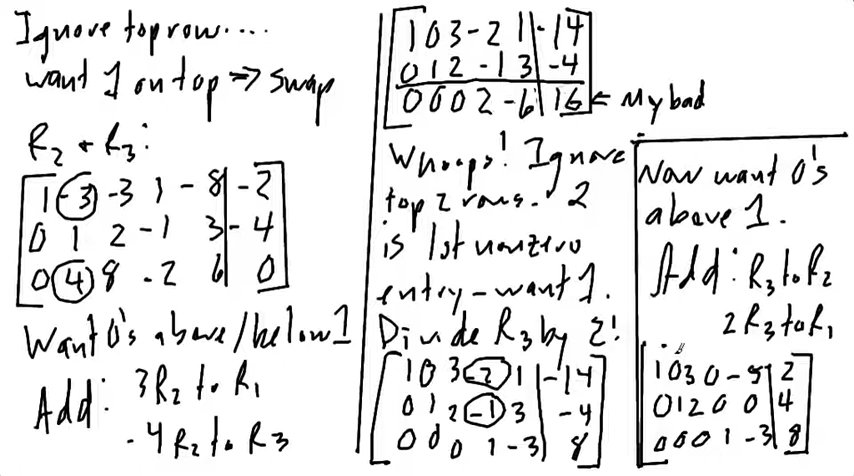 Ignore top row....
want 1 on top ⇒ swap
R2 + R3:
1 -3 -3 1 -8 | -2
0 1 2 -1 3 | -4
0 4 8 -2 6 | 0
Want 0's above/below 1
Add: 3R2 to R1
-4R2 to R3
1 0 3 -2 1 | -14
0 1 2 -1 3 | -4
0 0 0 2 -6 | 16 ← My bad
Whoops! Ignore
top 2 rows. 2
is 1st nonzero
entry - want 1.
Divide R3 by 2!
1 0 3 -2 1 | -14
0 1 2 -1 3 | -4
0 0 0 1 -3 | 8
Now want 0's
above 1.
Add: R3 to R2
2R3 to R1
1 0 3 0 -5 | 2
0 1 2 0 0 | 4
0 0 0 1 -3 | 8